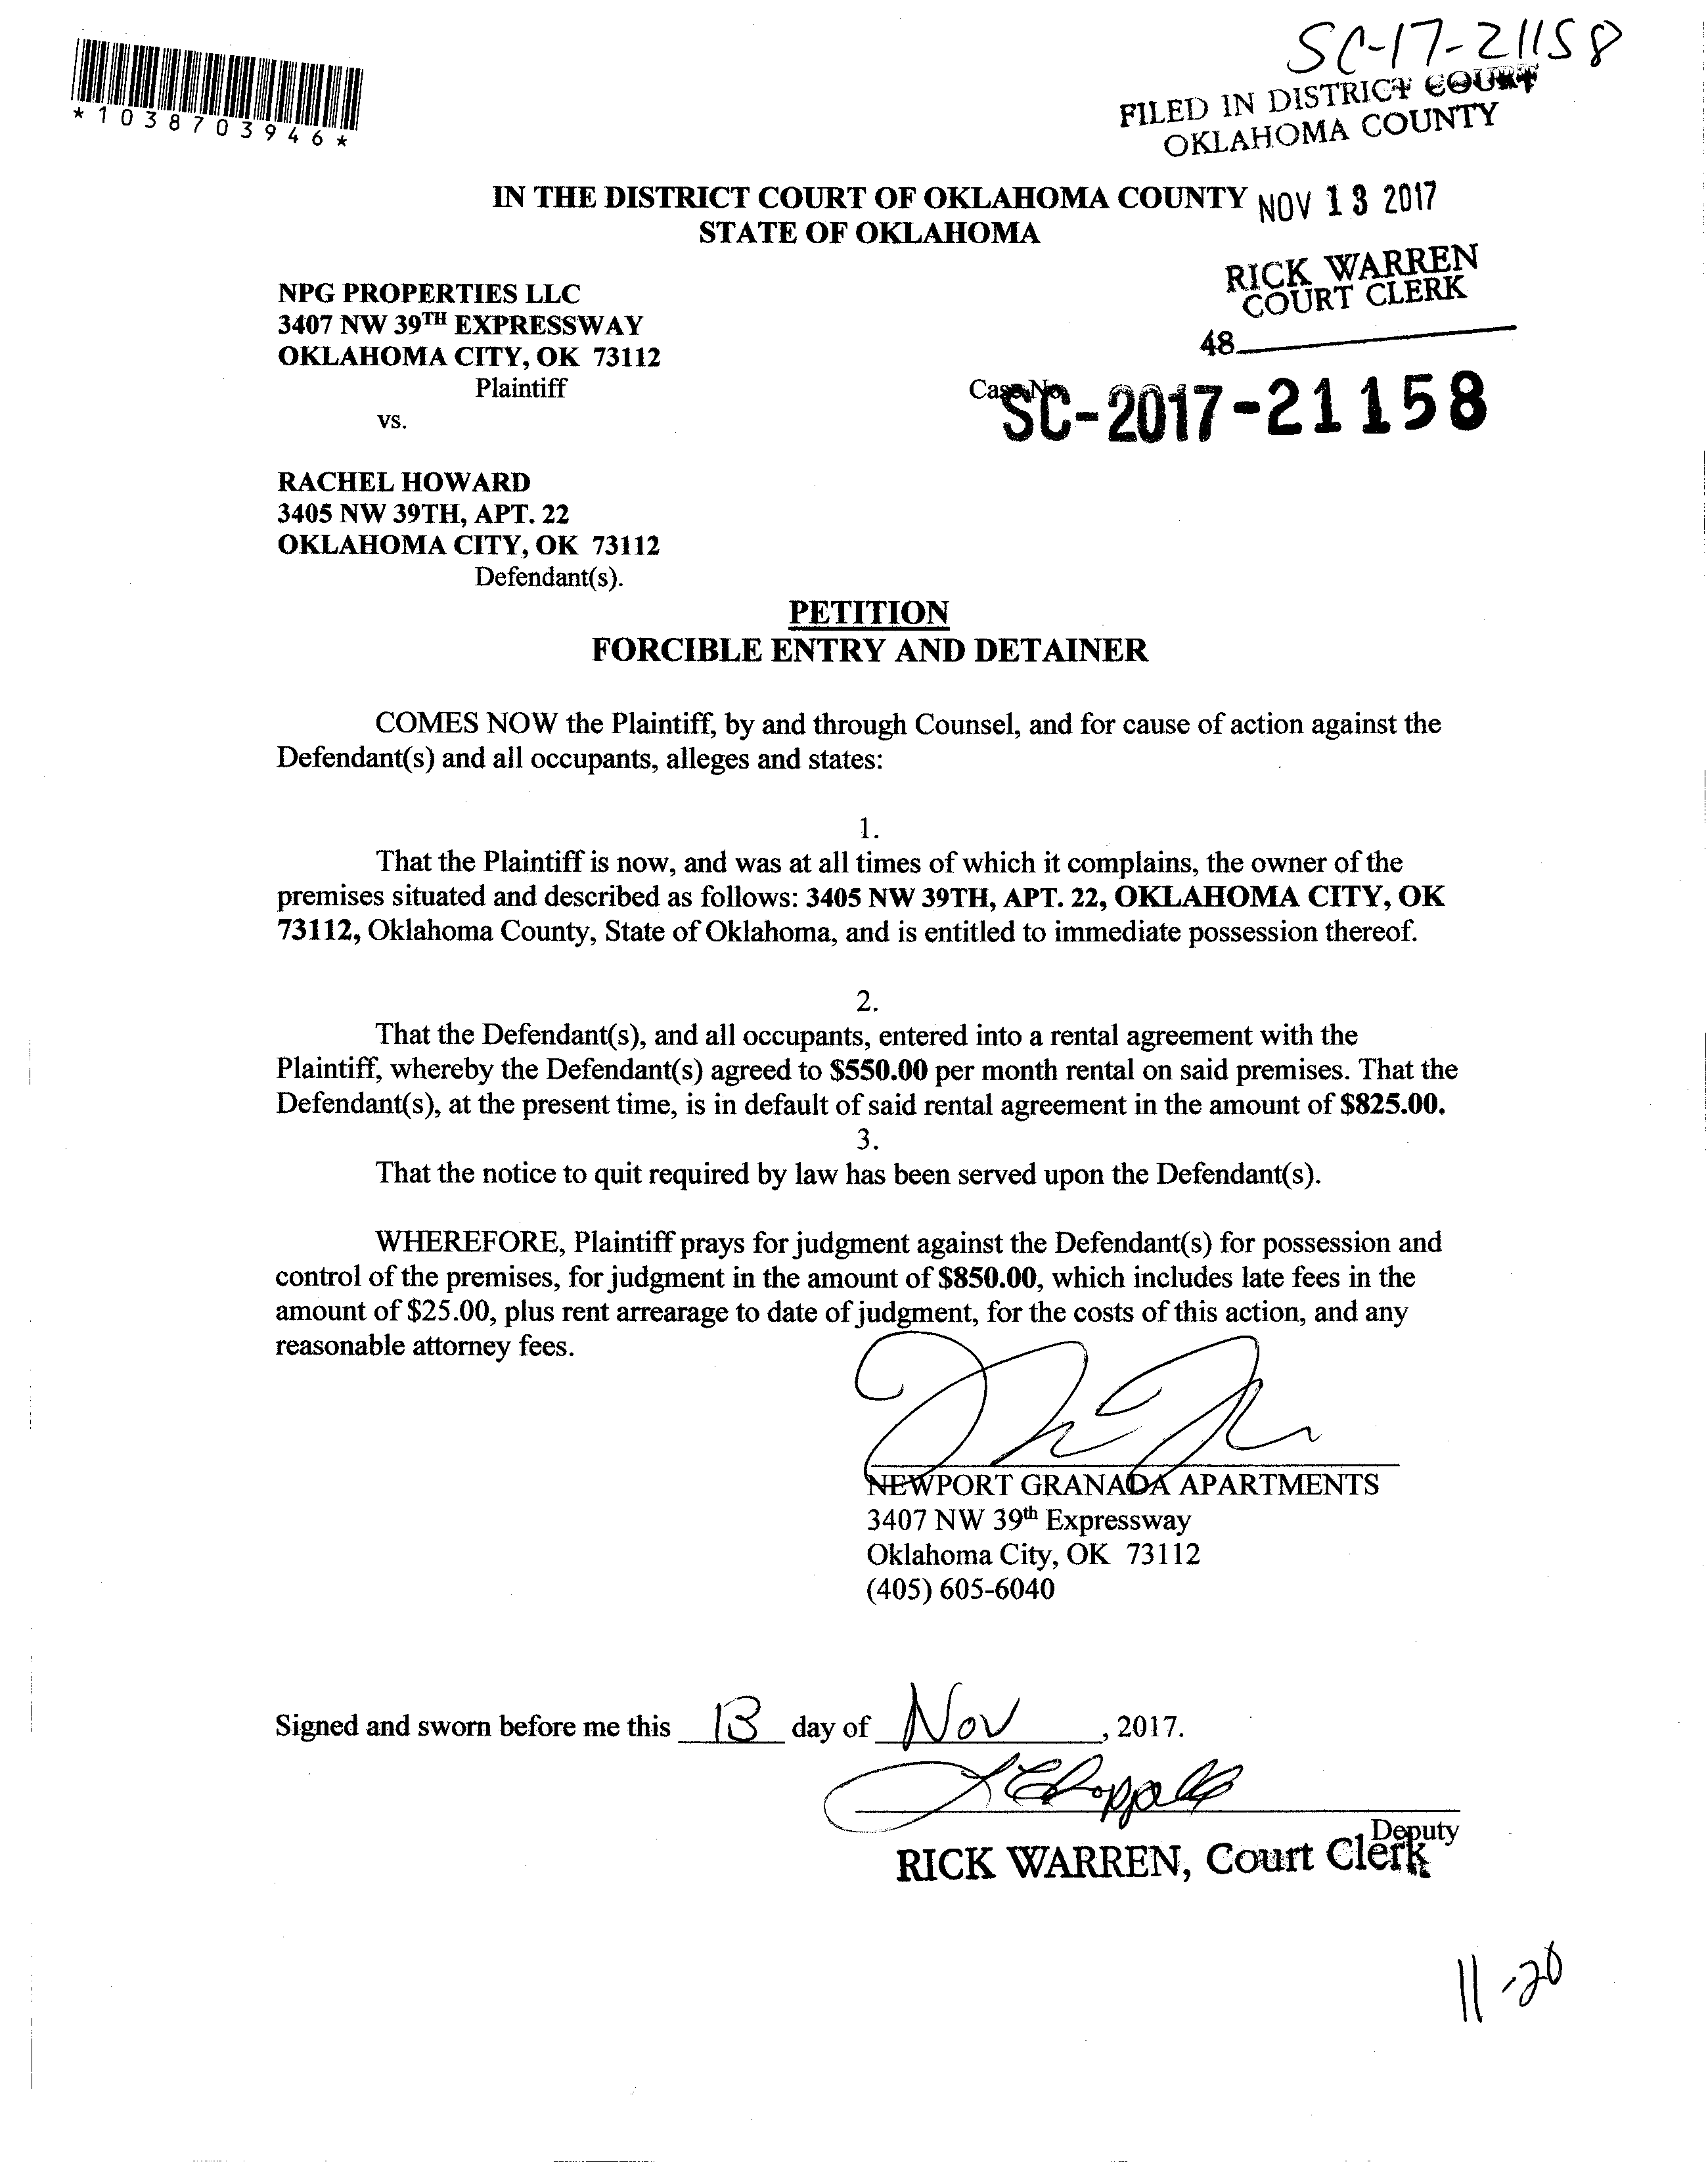 SC-17-21158
*1038703946*
FILED IN DISTRICT COURT
OKLAHOMA COUNTY
IN THE DISTRICT COURT OF OKLAHOMA COUNTY NOV 13 2017
STATE OF OKLAHOMA
RICK WARREN
COURT CLERK
48
NPG PROPERTIES LLC
3407 NW 39TH EXPRESSWAY
OKLAHOMA CITY, OK 73112
Plaintiff
Case No.
SC-2017-21158
vs.
RACHEL HOWARD
3405 NW 39TH, APT. 22
OKLAHOMA CITY, OK 73112
Defendant(s).
PETITION
FORCIBLE ENTRY AND DETAINER
COMES NOW the Plaintiff, by and through Counsel, and for cause of action against the
Defendant(s) and all occupants, alleges and states:
1.
That the Plaintiff is now, and was at all times of which it complains, the owner of the
premises situated and described as follows: 3405 NW 39TH, APT. 22, OKLAHOMA CITY, OK
73112, Oklahoma County, State of Oklahoma, and is entitled to immediate possession thereof.
2.
That the Defendant(s), and all occupants, entered into a rental agreement with the
Plaintiff, whereby the Defendant(s) agreed to $550.00 per month rental on said premises. That the
Defendant(s), at the present time, is in default of said rental agreement in the amount of $825.00.
3.
That the notice to quit required by law has been served upon the Defendant(s).
WHEREFORE, Plaintiff prays for judgment against the Defendant(s) for possession and
control of the premises, for judgment in the amount of $850.00, which includes late fees in the
amount of $25.00, plus rent arrearage to date of judgment, for the costs of this action, and any
reasonable attorney fees.
NEWPORT GRANADA APARTMENTS
3407 NW 39th Expressway
Oklahoma City, OK 73112
(405) 605-6040
Signed and sworn before me this 13 day of Nov, 2017.
Deputy
RICK WARREN, Court Clerk
11-20